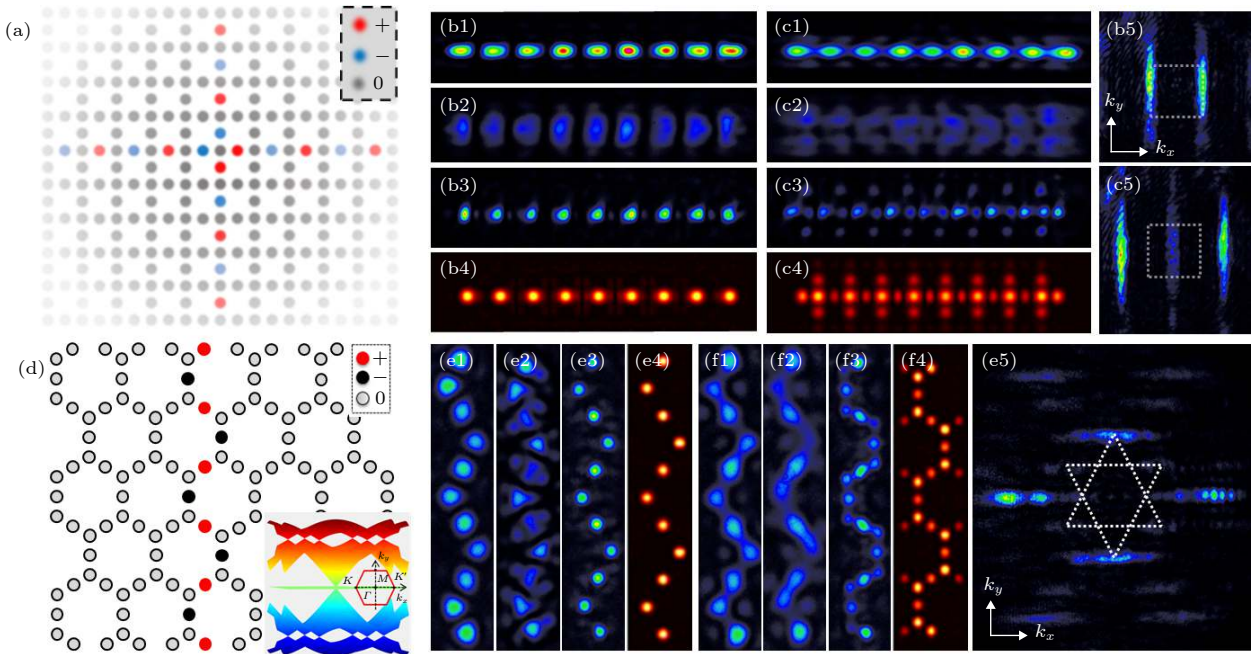 (a)
+
−
0
(b1)
(c1)
(b5)
k_y
k_x
(b2)
(c2)
(b3)
(c3)
(c5)
(b4)
(c4)
(d)
+
−
0
k_y
K
M
K′
Γ
k_x
(e1)
(e2)
(e3)
(e4)
(f1)
(f2)
(f3)
(f4)
(e5)
k_y
k_x